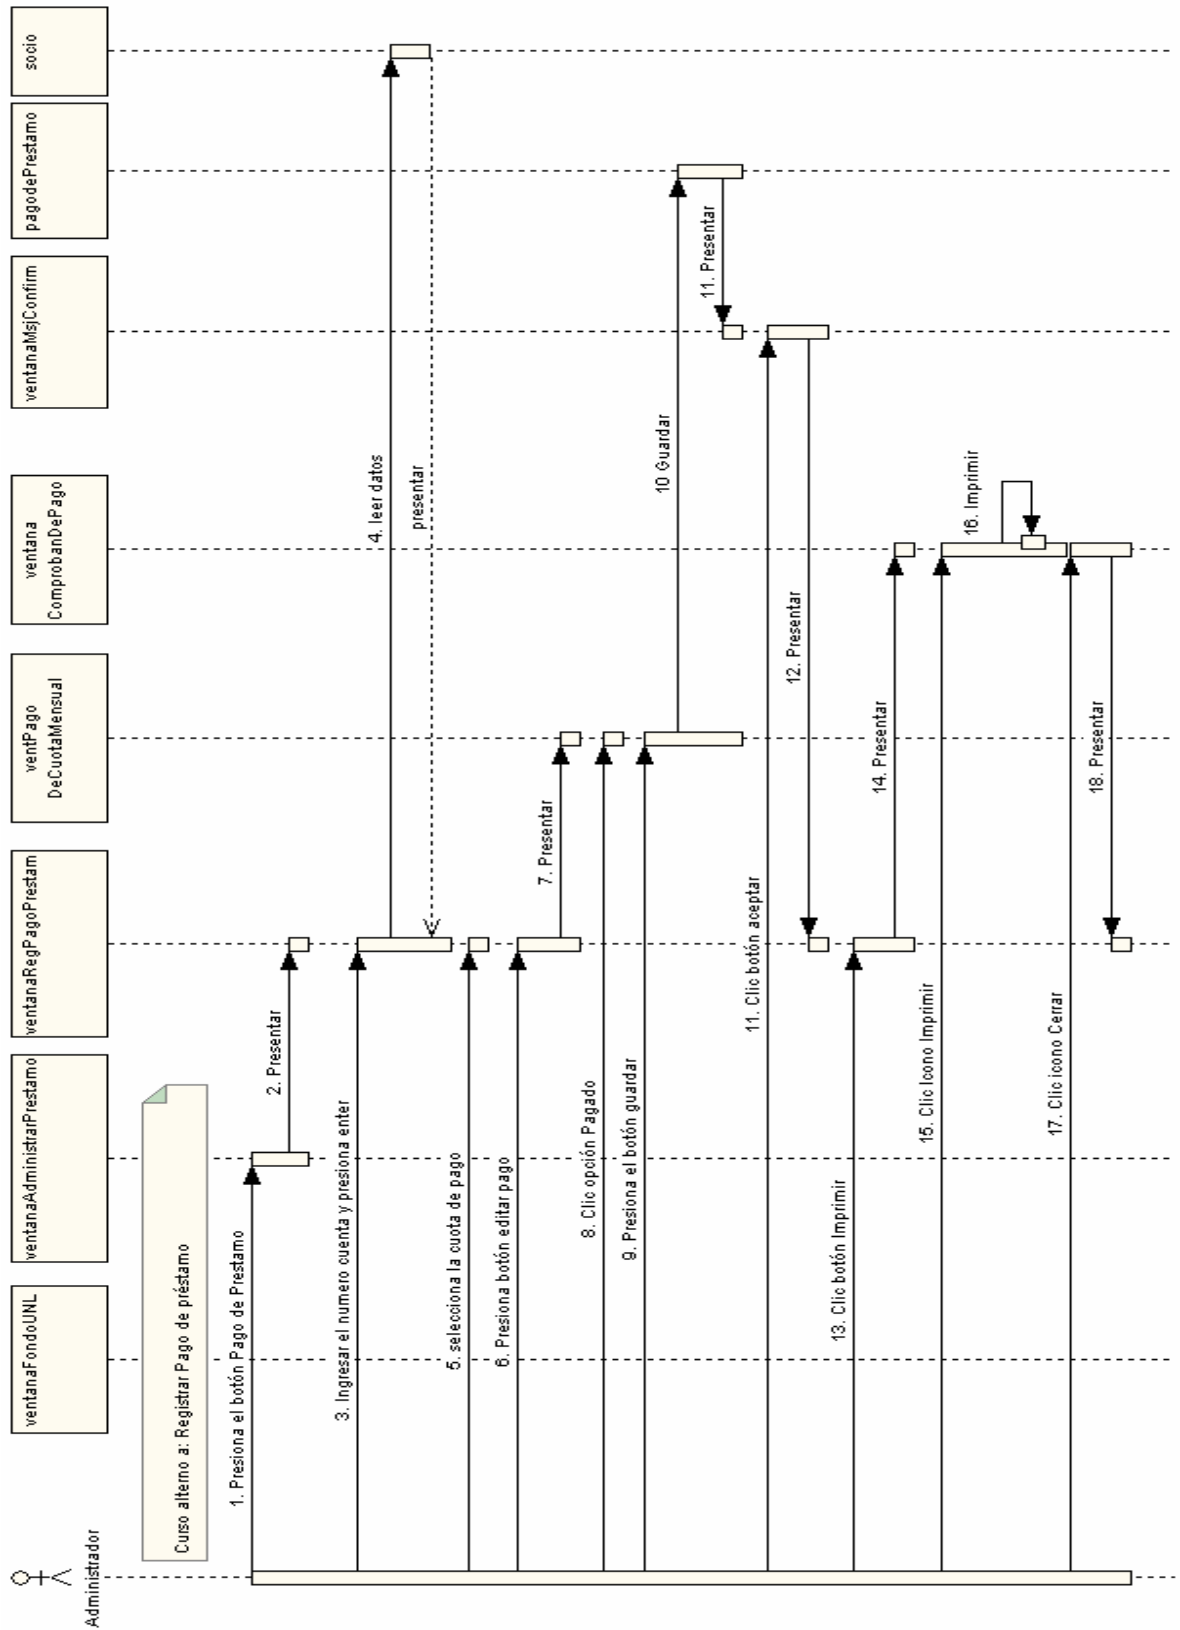 Administrador
ventanaFondoUNL
ventanaAdministrarPrestamo
ventanaRegPagoPrestam
ventPago
DeCuotaMensual
ventana
ComprobanDePago
ventanaMsjConfirm
pagodePrestamo
socio
Curso alterno a: Registrar Pago de préstamo
1. Presiona el botón Pago de Prestamo
2. Presentar
3. Ingresar el numero cuenta y presiona enter
4. leer datos
presentar
5. selecciona la cuota de pago
6. Presiona botón editar pago
7. Presentar
8. Clic opción Pagado
9. Presiona el botón guardar
10 Guardar
11. Presentar
11. Clic botón aceptar
12. Presentar
13. Clic botón Imprimir
14. Presentar
15. Clic Icono Imprimir
16. Imprimir
17. Clic icono Cerrar
18. Presentar